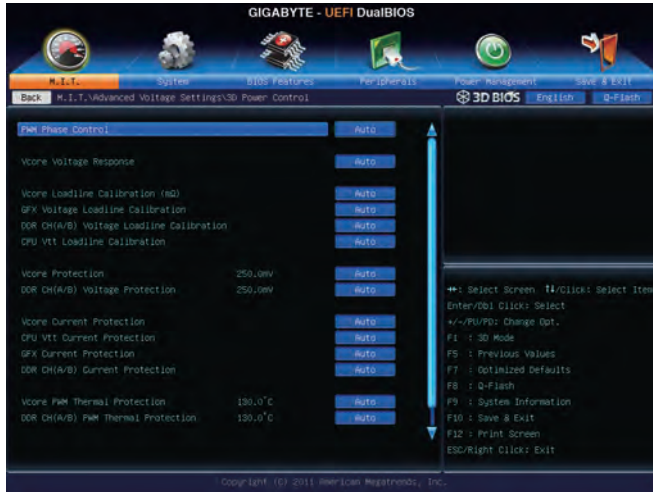 GIGABYTE - UEFI DualBIOS
M.I.T. System BIOS Features Peripherals Power Management Save & Exit
Back M.I.T.\Advanced Voltage Settings\3D Power Control 3D BIOS English Q-Flash
PWM Phase Control Auto
Vcore Voltage Response Auto
Vcore Loadline Calibration (mΩ) Auto
GFX Voltage Loadline Calibration Auto
DDR CH(A/B) Voltage Loadline Calibration Auto
CPU Vtt Loadline Calibration Auto
Vcore Protection 250.0mV Auto
DDR CH(A/B) Voltage Protection 250.0mV Auto
Vcore Current Protection Auto
CPU Vtt Current Protection Auto
GFX Current Protection Auto
DDR CH(A/B) Current Protection Auto
Vcore PWM Thermal Protection 130.0°C Auto
DDR CH(A/B) PWM Thermal Protection 130.0°C Auto
→←: Select Screen ↑↓/Click: Select Item
Enter/Dbl Click: Select
+/-/PU/PD: Change Opt.
F1 : 3D Mode
F5 : Previous Values
F7 : Optimized Defaults
F8 : Q-Flash
F9 : System Information
F10 : Save & Exit
F12 : Print Screen
ESC/Right Click: Exit
Copyright (C) 2011 American Megatrends, Inc.